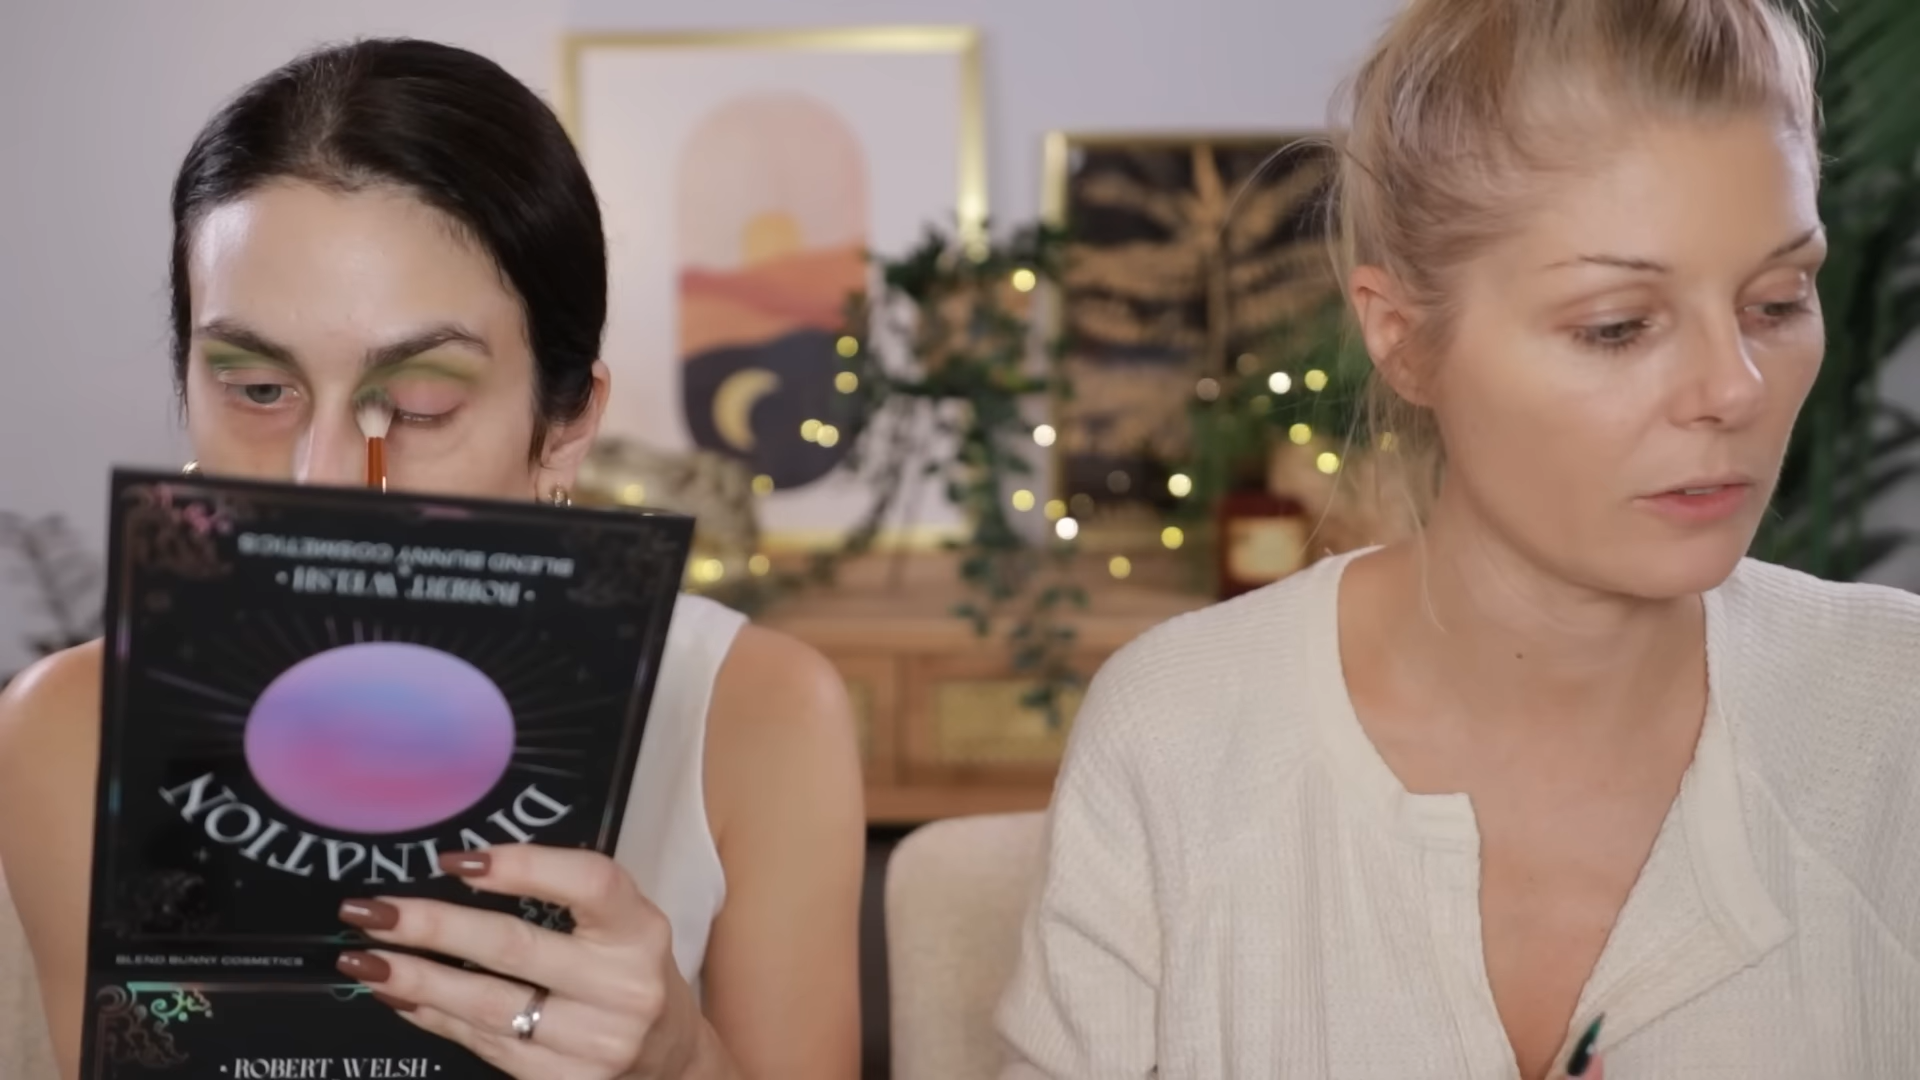 BLEND BUNNY COSMETICS
• ROBERT WELSH •
DIVINATION
BLEND BUNNY COSMETICS
• ROBERT WELSH •